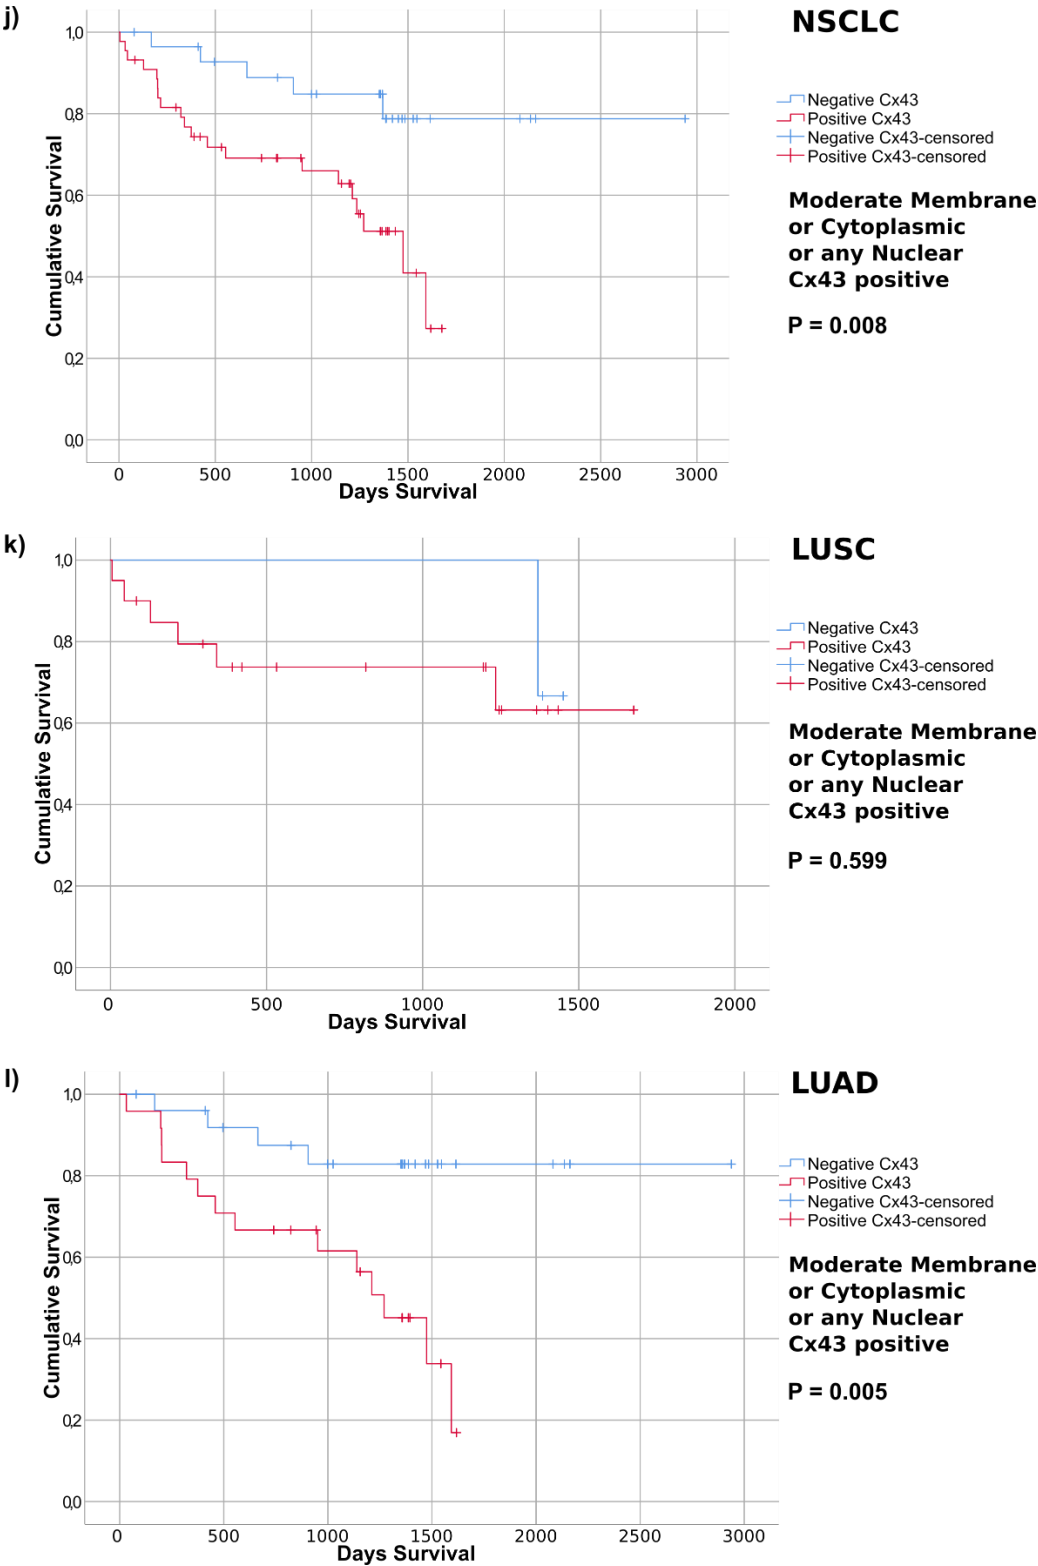 j)
NSCLC
1,0
0,8
0,6
0,4
0,2
0,0
Cumulative Survival
0 500 1000 1500 2000 2500 3000
Days Survival
Negative Cx43
Positive Cx43
Negative Cx43-censored
Positive Cx43-censored
Moderate Membrane
or Cytoplasmic
or any Nuclear
Cx43 positive
P = 0.008
k)
LUSC
1,0
0,8
0,6
0,4
0,2
0,0
Cumulative Survival
0 500 1000 1500 2000
Days Survival
Negative Cx43
Positive Cx43
Negative Cx43-censored
Positive Cx43-censored
Moderate Membrane
or Cytoplasmic
or any Nuclear
Cx43 positive
P = 0.599
l)
LUAD
1,0
0,8
0,6
0,4
0,2
0,0
Cumulative Survival
0 500 1000 1500 2000 2500 3000
Days Survival
Negative Cx43
Positive Cx43
Negative Cx43-censored
Positive Cx43-censored
Moderate Membrane
or Cytoplasmic
or any Nuclear
Cx43 positive
P = 0.005